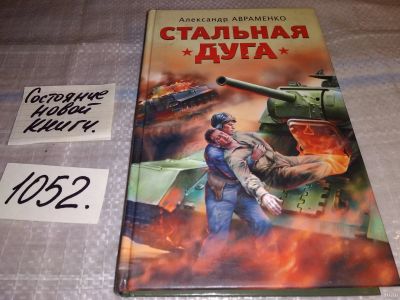 Александр АВРАМЕНКО
СТАЛЬНАЯ
ДУГА
Состояние
новой
книги.
1052.